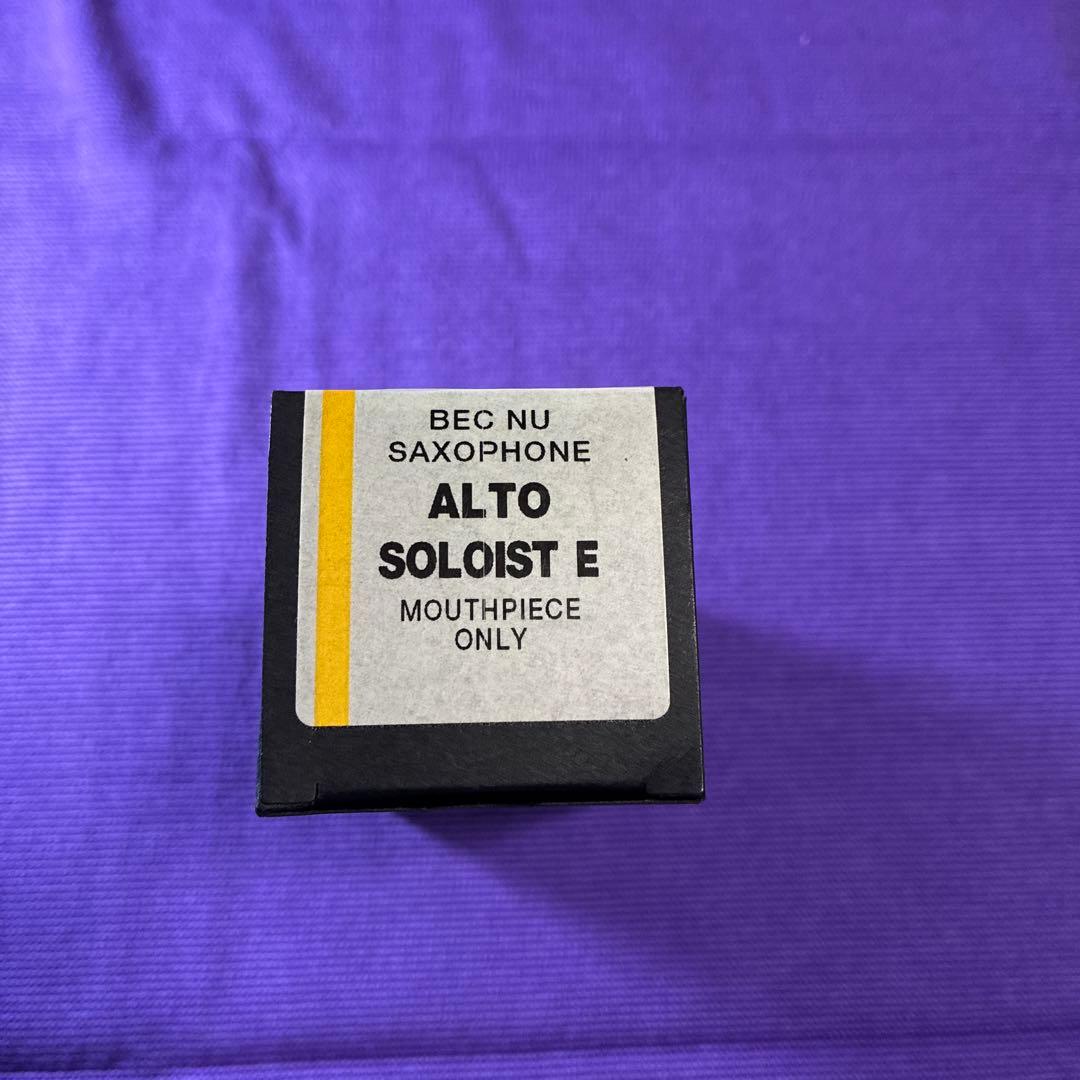 BEC NU
SAXOPHONE
ALTO
SOLOIST E
MOUTHPIECE
ONLY